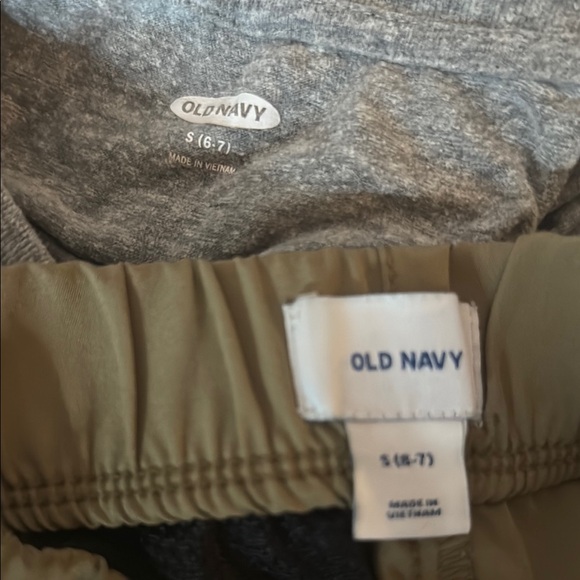 OLD NAVY
S (6-7)
MADE IN VIETNAM
OLD NAVY
S (6-7)
MADE IN
VIETNAM